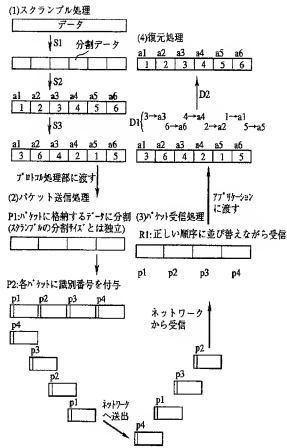 (1)スクランブル処理
データ
S1
分割データ
S2
a1 a2 a3 a4 a5 a6
1 2 3 4 5 6
S3
3 6 4 2 1 5
プロトコル処理部に渡す
(2)パケット送信処理
P1:パケットに格納するデータに分割
(スクランブルの分割サイズとは独立)
P2:各パケットに識別番号を付与
p1 p2 p3 p4
p4
p3
p2
p1
ネットワークへ送出
(4)復元処理
a1 a2 a3 a4 a5 a6
1 2 3 4 5 6
D2
D1 3→a3 4→a4 1→a1
6→a6 2→a2 5→a5
a1 a2 a3 a4 a5 a6
3 6 4 2 1 5
アプリケーションに渡す
(3)パケット受信処理
R1:正しい順序に並び替えながら受信
p1 p2 p3 p4
ネットワークから受信
p2
p3
p1
p4